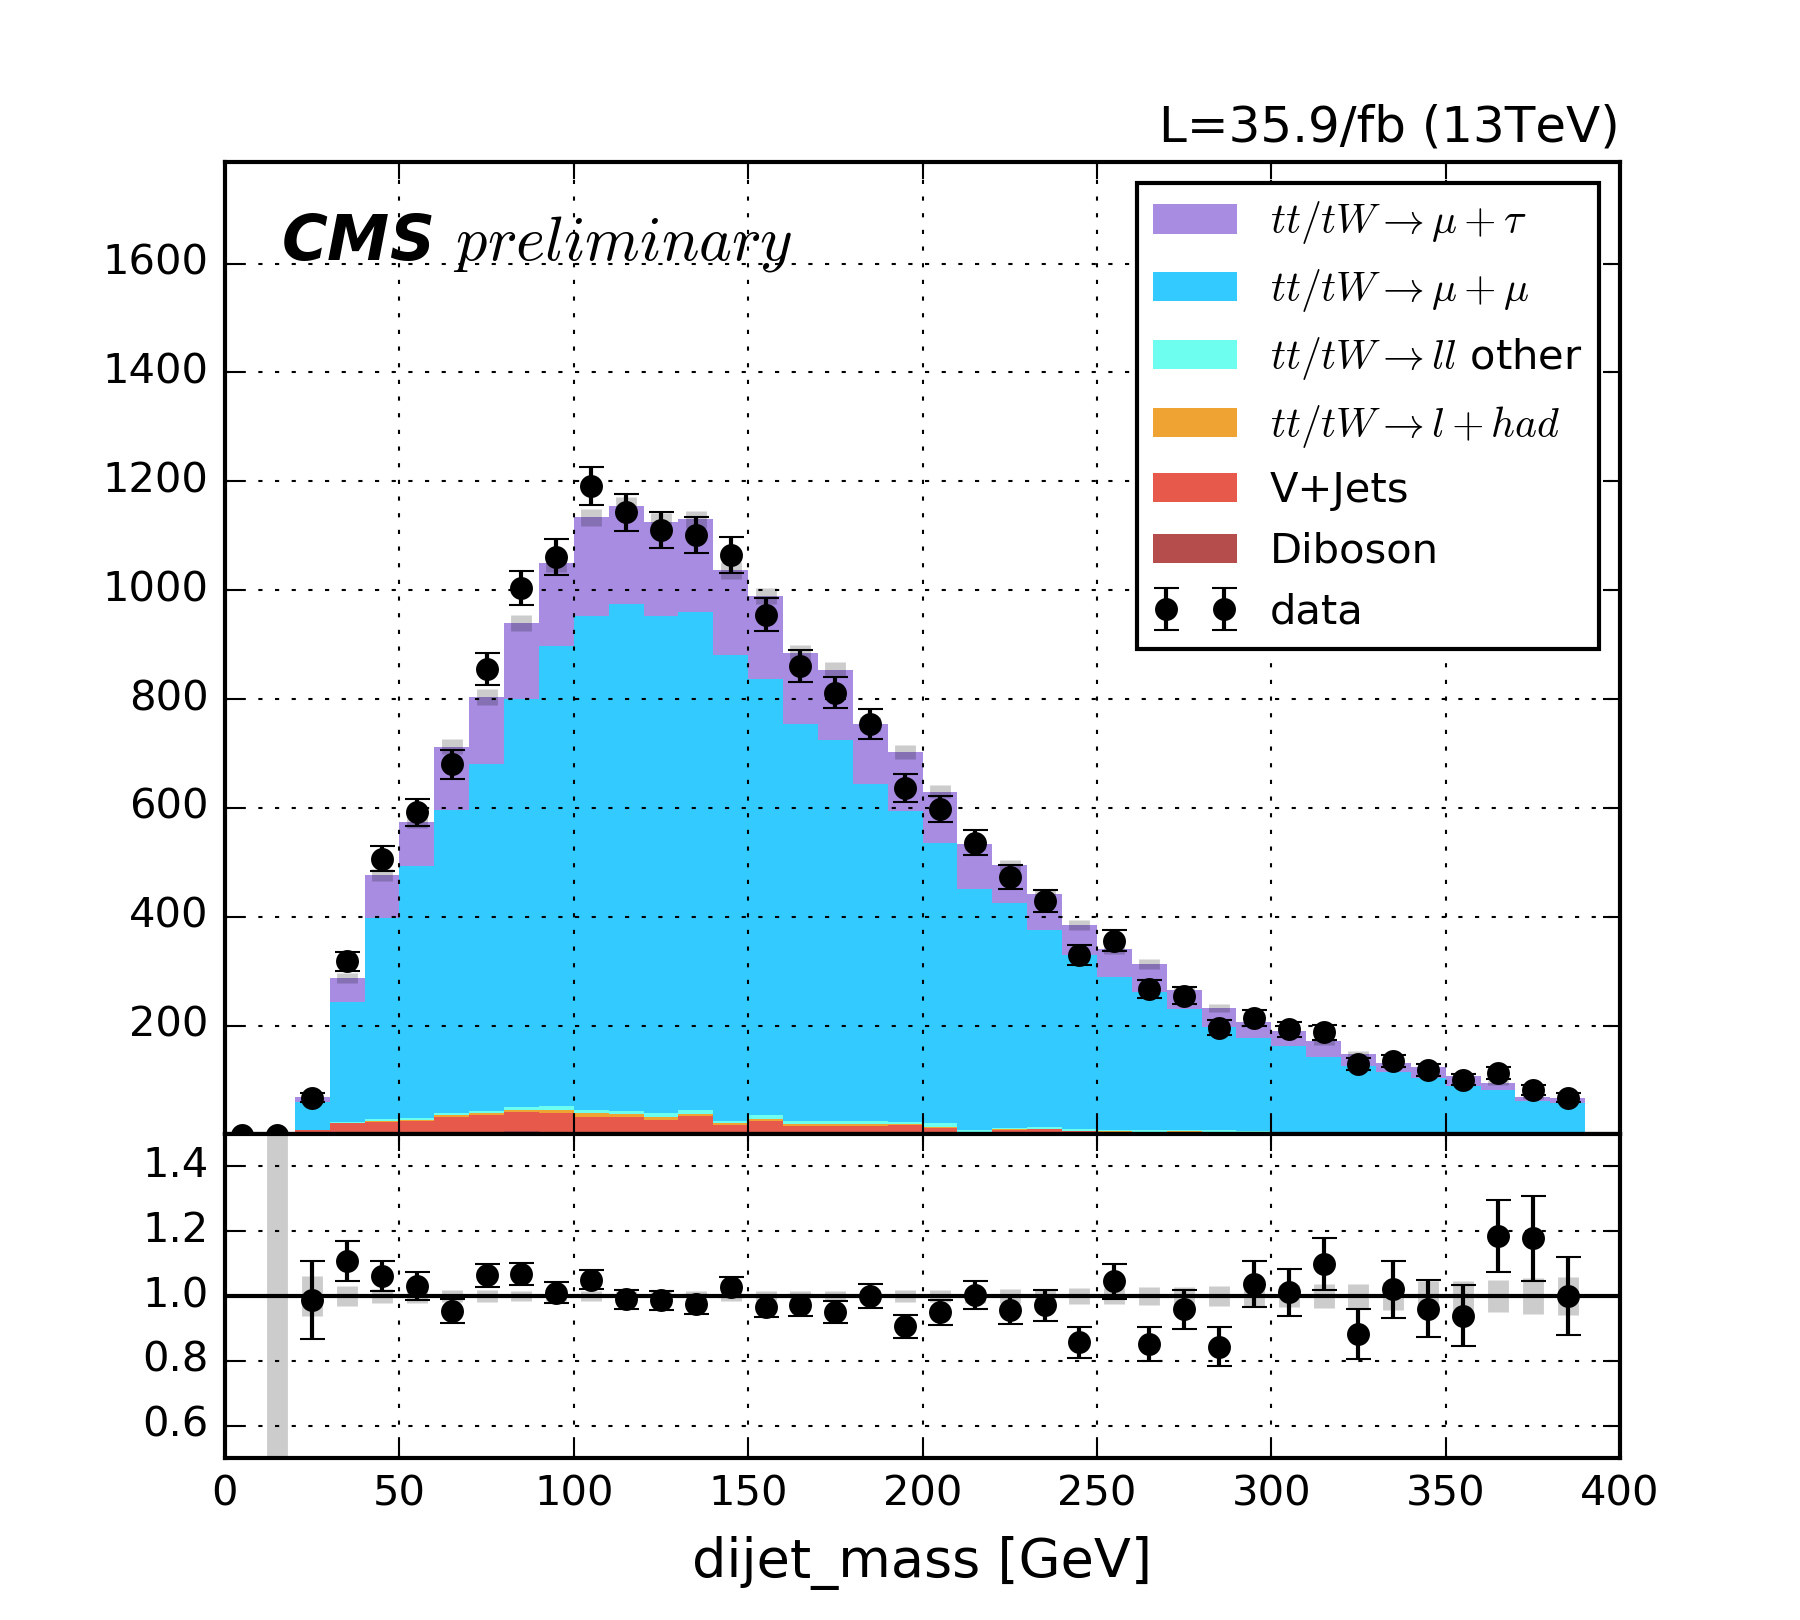 L=35.9/fb (13TeV)
CMS preliminary
tt/tW → μ + τ
tt/tW → μ + μ
tt/tW → ll other
tt/tW → l + had
V+Jets
Diboson
data
1600
1400
1200
1000
800
600
400
200
1.4
1.2
1.0
0.8
0.6
0 50 100 150 200 250 300 350 400
dijet_mass [GeV]